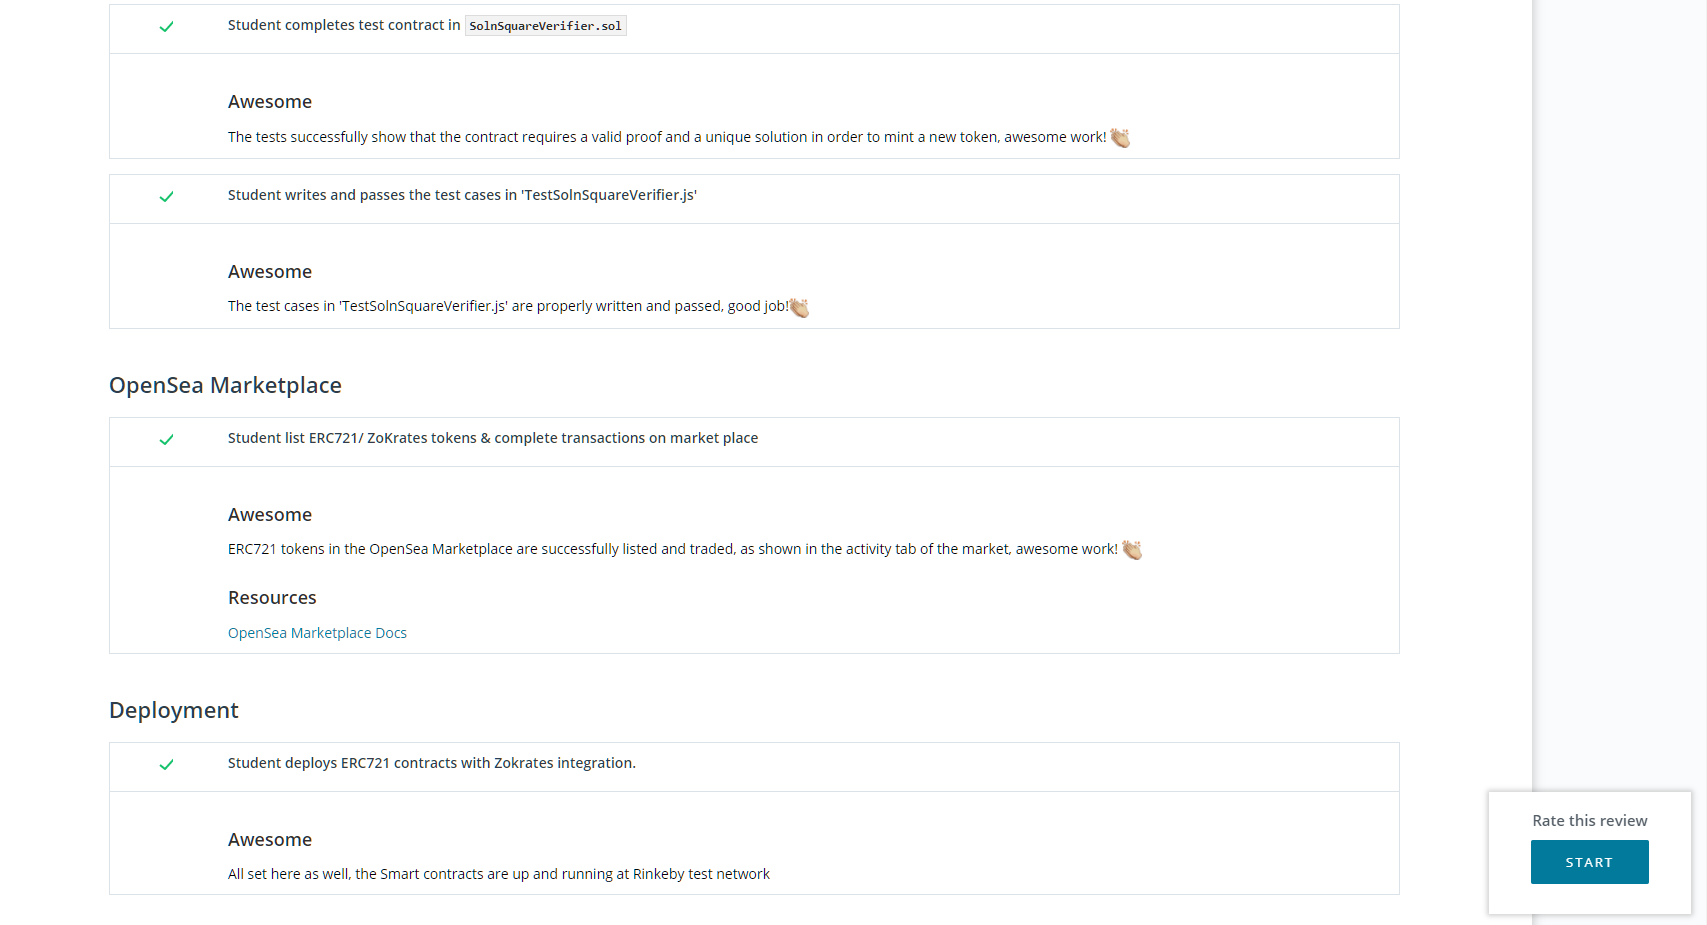 Student completes test contract in SolnSquareVerifier.sol
Awesome
The tests successfully show that the contract requires a valid proof and a unique solution in order to mint a new token, awesome work! 👏
Student writes and passes the test cases in 'TestSolnSquareVerifier.js'
Awesome
The test cases in 'TestSolnSquareVerifier.js' are properly written and passed, good job!👏
OpenSea Marketplace
Student list ERC721/ ZoKrates tokens & complete transactions on market place
Awesome
ERC721 tokens in the OpenSea Marketplace are successfully listed and traded, as shown in the activity tab of the market, awesome work! 👏
Resources
OpenSea Marketplace Docs
Deployment
Student deploys ERC721 contracts with Zokrates integration.
Awesome
All set here as well, the Smart contracts are up and running at Rinkeby test network
Rate this review
START